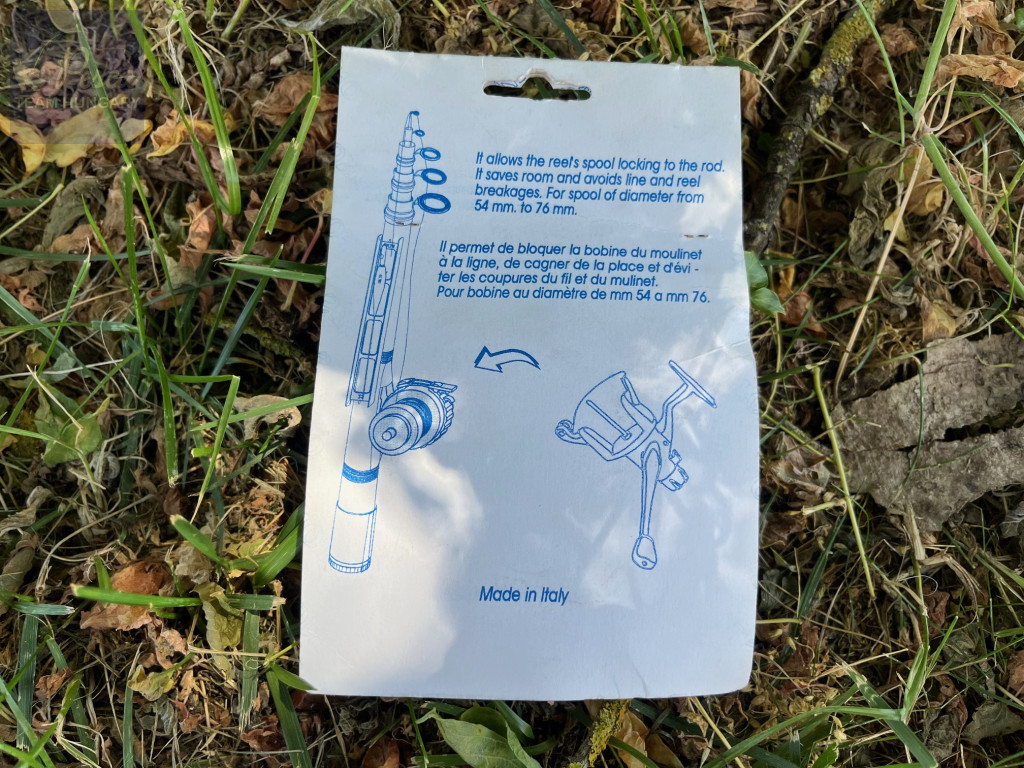 TEAM HUNGARY
It allows the reel's spool locking to the rod.
It saves room and avoids line and reel
breakages. For spool of diameter from
54 mm. to 76 mm.
Il permet de bloquer la bobine du moulinet
à la ligne, de cagner de la place et d'évi -
ter les coupures du fil et du mulinet.
Pour bobine au diamètre de mm 54 a mm 76.
Made in Italy